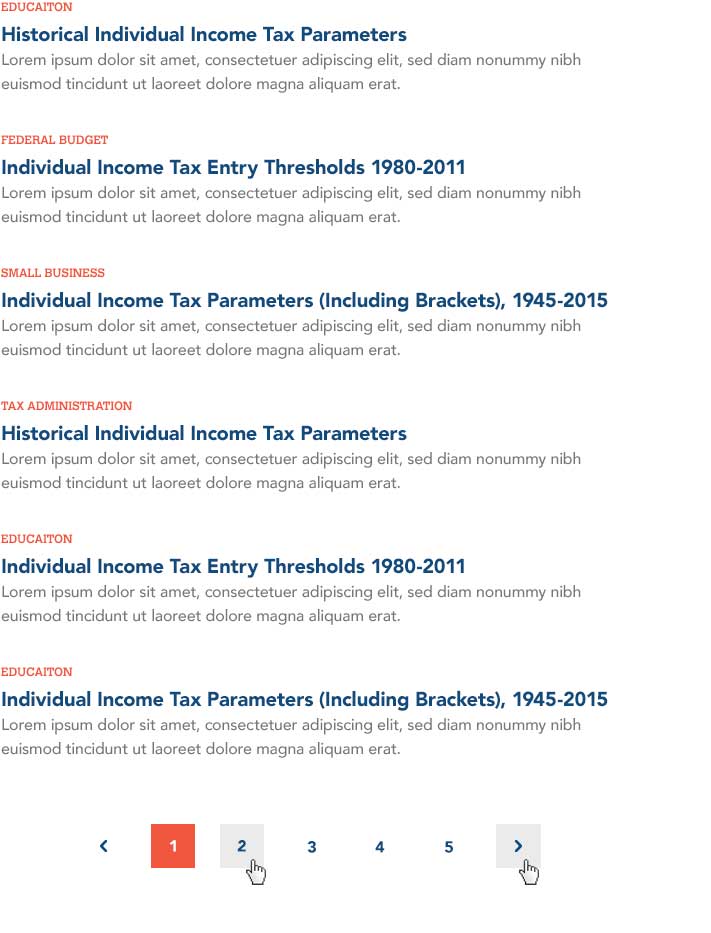 EDUCAITON
Historical Individual Income Tax Parameters
Lorem ipsum dolor sit amet, consectetuer adipiscing elit, sed diam nonummy nibh
euismod tincidunt ut laoreet dolore magna aliquam erat.
FEDERAL BUDGET
Individual Income Tax Entry Thresholds 1980-2011
Lorem ipsum dolor sit amet, consectetuer adipiscing elit, sed diam nonummy nibh
euismod tincidunt ut laoreet dolore magna aliquam erat.
SMALL BUSINESS
Individual Income Tax Parameters (Including Brackets), 1945-2015
Lorem ipsum dolor sit amet, consectetuer adipiscing elit, sed diam nonummy nibh
euismod tincidunt ut laoreet dolore magna aliquam erat.
TAX ADMINISTRATION
Historical Individual Income Tax Parameters
Lorem ipsum dolor sit amet, consectetuer adipiscing elit, sed diam nonummy nibh
euismod tincidunt ut laoreet dolore magna aliquam erat.
EDUCAITON
Individual Income Tax Entry Thresholds 1980-2011
Lorem ipsum dolor sit amet, consectetuer adipiscing elit, sed diam nonummy nibh
euismod tincidunt ut laoreet dolore magna aliquam erat.
EDUCAITON
Individual Income Tax Parameters (Including Brackets), 1945-2015
Lorem ipsum dolor sit amet, consectetuer adipiscing elit, sed diam nonummy nibh
euismod tincidunt ut laoreet dolore magna aliquam erat.
‹ 1 2 3 4 5 ›